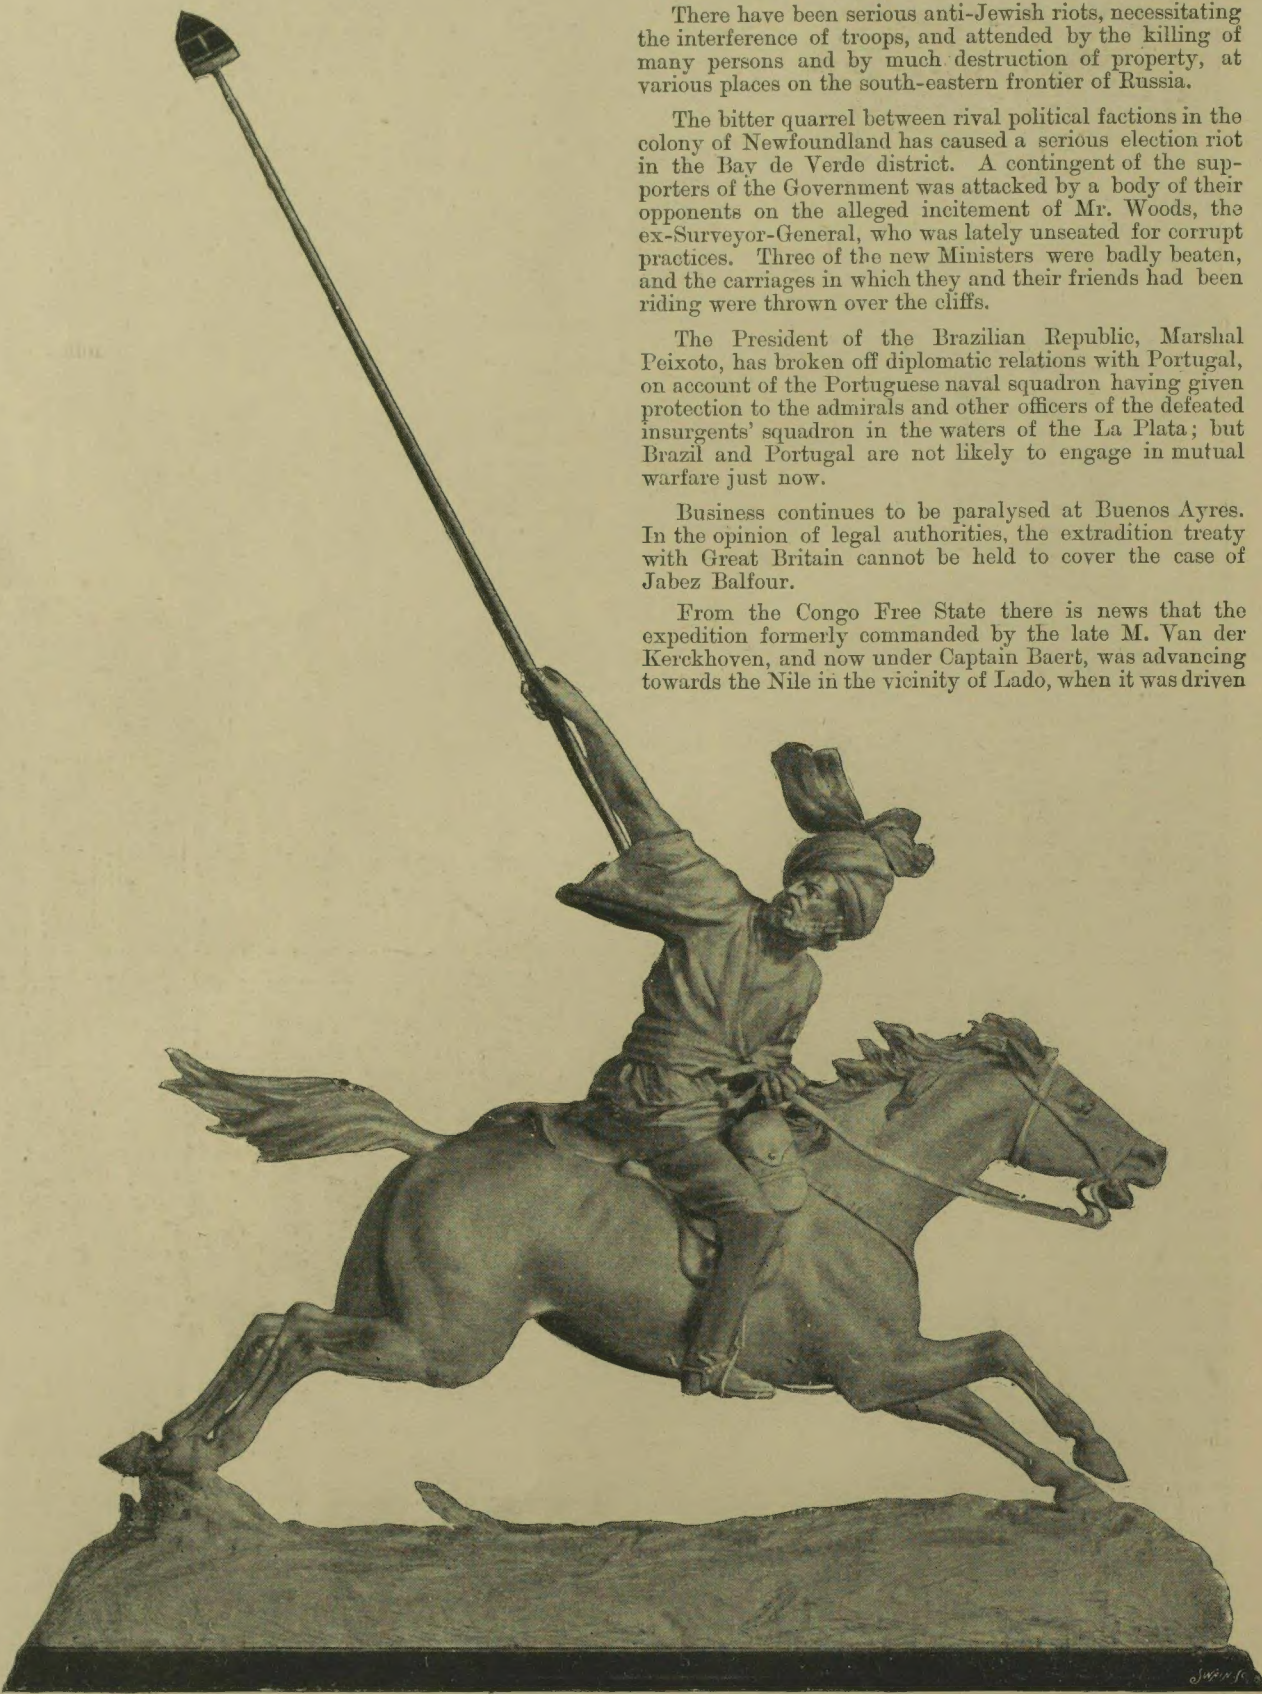 There have been serious anti-Jewish riots, necessitating
the interference of troops, and attended by the killing of
many persons and by much destruction of property, at
various places on the south-eastern frontier of Russia.
The bitter quarrel between rival political factions in the
colony of Newfoundland has caused a serious election riot
in the Bay de Verde district. A contingent of the sup-
porters of the Government was attacked by a body of their
opponents on the alleged incitement of Mr. Woods, the
ex-Surveyor-General, who was lately unseated for corrupt
practices. Three of the new Ministers were badly beaten,
and the carriages in which they and their friends had been
riding were thrown over the cliffs.
The President of the Brazilian Republic, Marshal
Peixoto, has broken off diplomatic relations with Portugal,
on account of the Portuguese naval squadron having given
protection to the admirals and other officers of the defeated
insurgents' squadron in the waters of the La Plata; but
Brazil and Portugal are not likely to engage in mutual
warfare just now.
Business continues to be paralysed at Buenos Ayres.
In the opinion of legal authorities, the extradition treaty
with Great Britain cannot be held to cover the case of
Jabez Balfour.
From the Congo Free State there is news that the
expedition formerly commanded by the late M. Van der
Kerckhoven, and now under Captain Baert, was advancing
towards the Nile in the vicinity of Lado, when it was driven
SWAIN SC